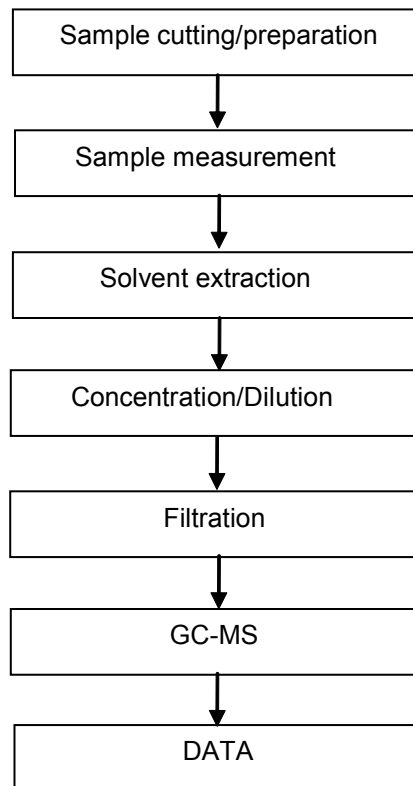 Sample cutting/preparation
Sample measurement
Solvent extraction
Concentration/Dilution
Filtration
GC-MS
DATA